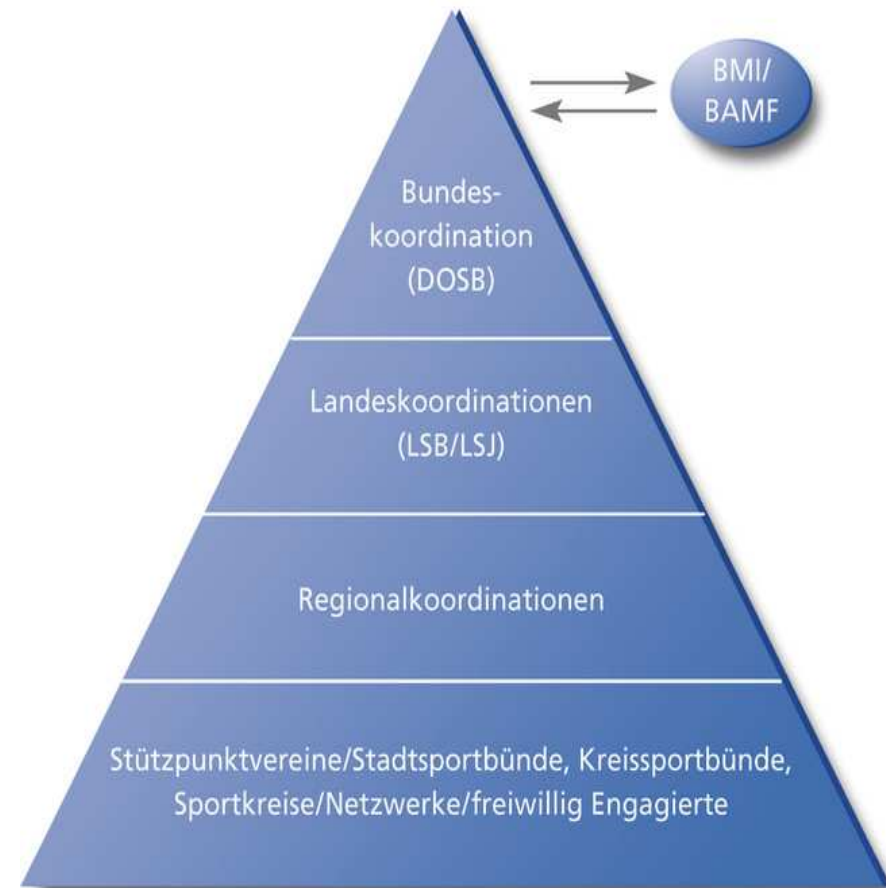 BMI/
BAMF
Bundes-
koordination
(DOSB)
Landeskoordinationen
(LSB/LSJ)
Regionalkoordinationen
Stützpunktvereine/Stadtsportbünde, Kreissportbünde,
Sportkreise/Netzwerke/freiwillig Engagierte